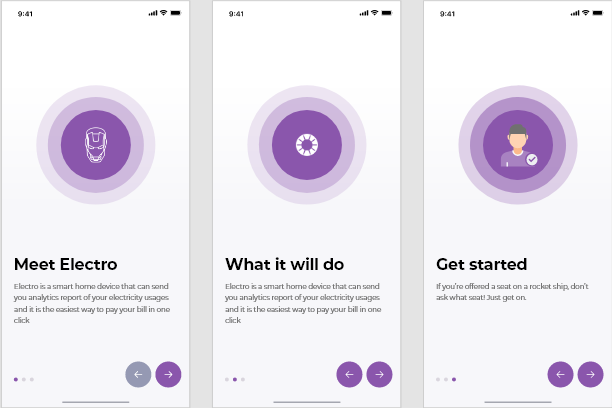 9:41
Meet Electro
Electro is a smart home device that can send
you analytics report of your electricity usages
and it is the easiest way to pay your bill in one
click
9:41
What it will do
Electro is a smart home device that can send
you analytics report of your electricity usages
and it is the easiest way to pay your bill in one
click
9:41
Get started
If you're offered a seat on a rocket ship, don't
ask what seat! Just get on.